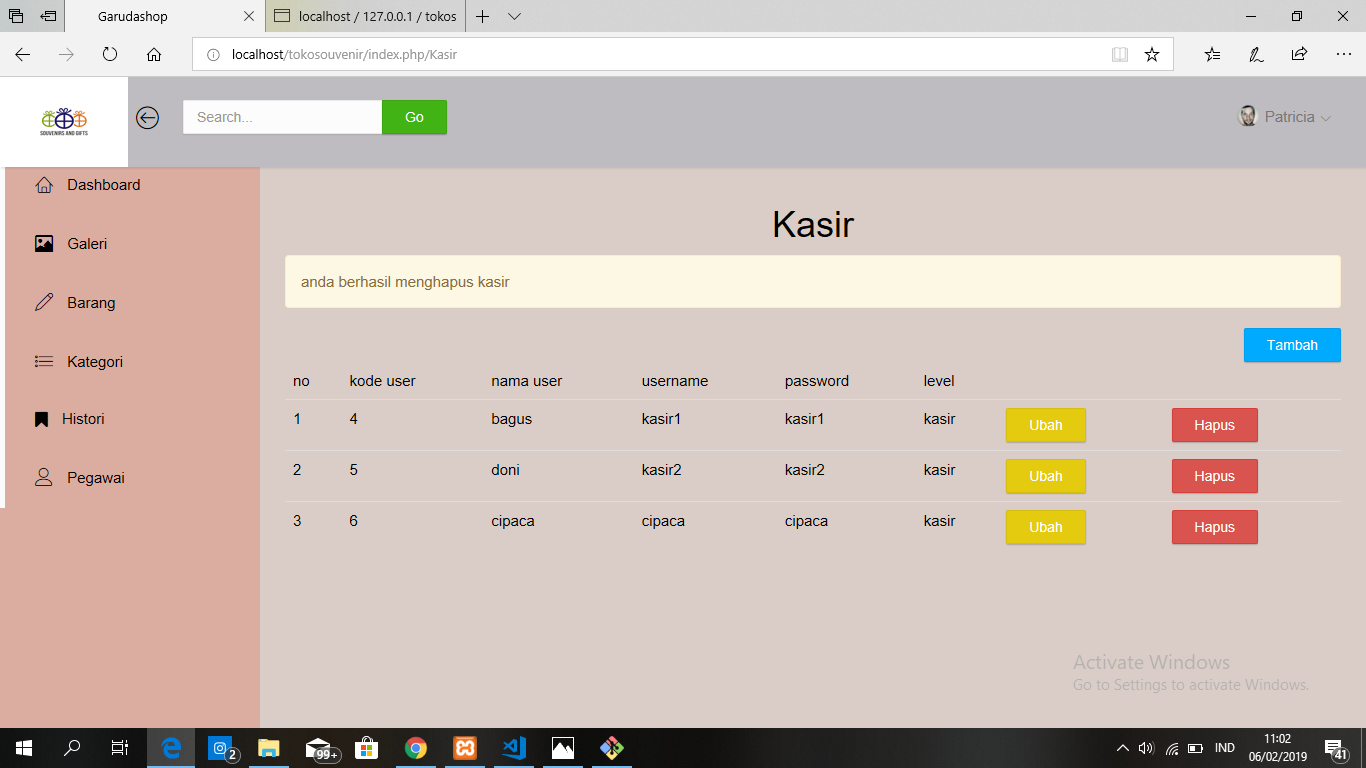 Garudashop
localhost / 127.0.0.1 / tokos
localhost/tokosouvenir/index.php/Kasir
SOUVENIRS AND GIFTS
Search...
Go
Patricia
Dashboard
Galeri
Barang
Kategori
Histori
Pegawai
Kasir
anda berhasil menghapus kasir
Tambah
no kode user nama user username password level
1 4 bagus kasir1 kasir1 kasir Ubah Hapus
2 5 doni kasir2 kasir2 kasir Ubah Hapus
3 6 cipaca cipaca cipaca kasir Ubah Hapus
Activate Windows
Go to Settings to activate Windows.
2
99+
IND
11:02
06/02/2019
41